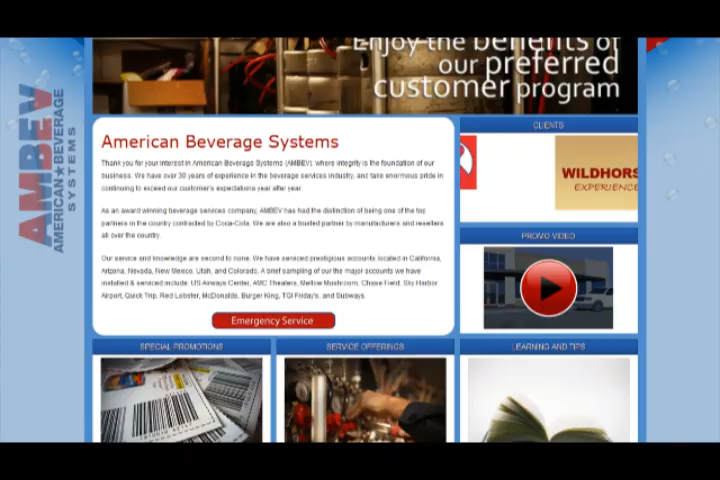 Enjoy the benefits of
our preferred
customer program
AMBEV
AMERICAN★BEVERAGE
SYSTEMS
American Beverage Systems
Thank you for your interest in American Beverage Systems (AMBEV), where integrity is the foundation of our
business. We have over 30 years of experience in the beverage services industry, and take enormous pride in
continuing to exceed our customer's expectations year after year.
As an award winning beverage services company, AMBEV has had the distinction of being one of the top
partners in the country contracted by Coca-Cola. We are also a trusted partner by manufacturers and resellers
all over the country.
Our service and knowledge are second to none. We have serviced prestigious accounts located in California,
Arizona, Nevada, New Mexico, Utah, and Colorado. A brief sampling of our the major accounts we have
installed & serviced include: US Airways Center, AMC Theaters, Mellow Mushroom, Chase Field, Sky Harbor
Airport, Quick Trip, Red Lobster, McDonalds, Burger King, TGI Friday's, and Subways.
Emergency Service
CLIENTS
WILDHORS
EXPERIENCE
PROMO VIDEO
SPECIAL PROMOTIONS
SERVICE OFFERINGS
LEARNING AND TIPS